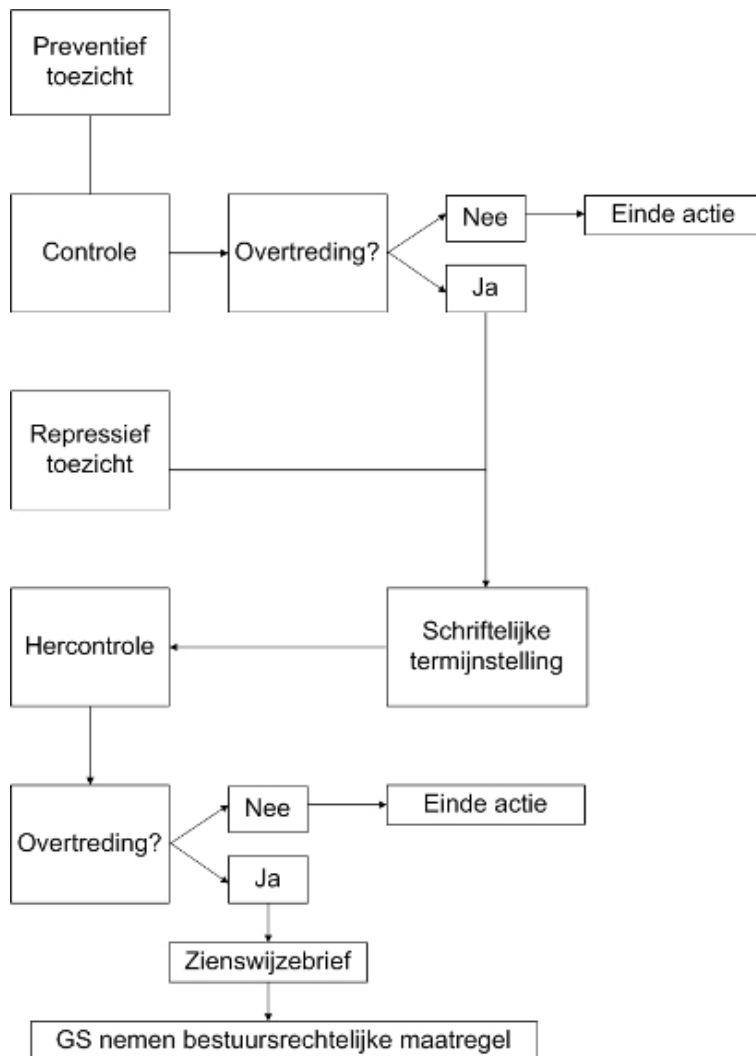 Preventief
toezicht
Controle
Overtreding?
Nee
Einde actie
Ja
Repressief
toezicht
Schriftelijke
termijnstelling
Hercontrole
Overtreding?
Nee
Einde actie
Ja
Zienswijzebrief
GS nemen bestuursrechtelijke maatregel